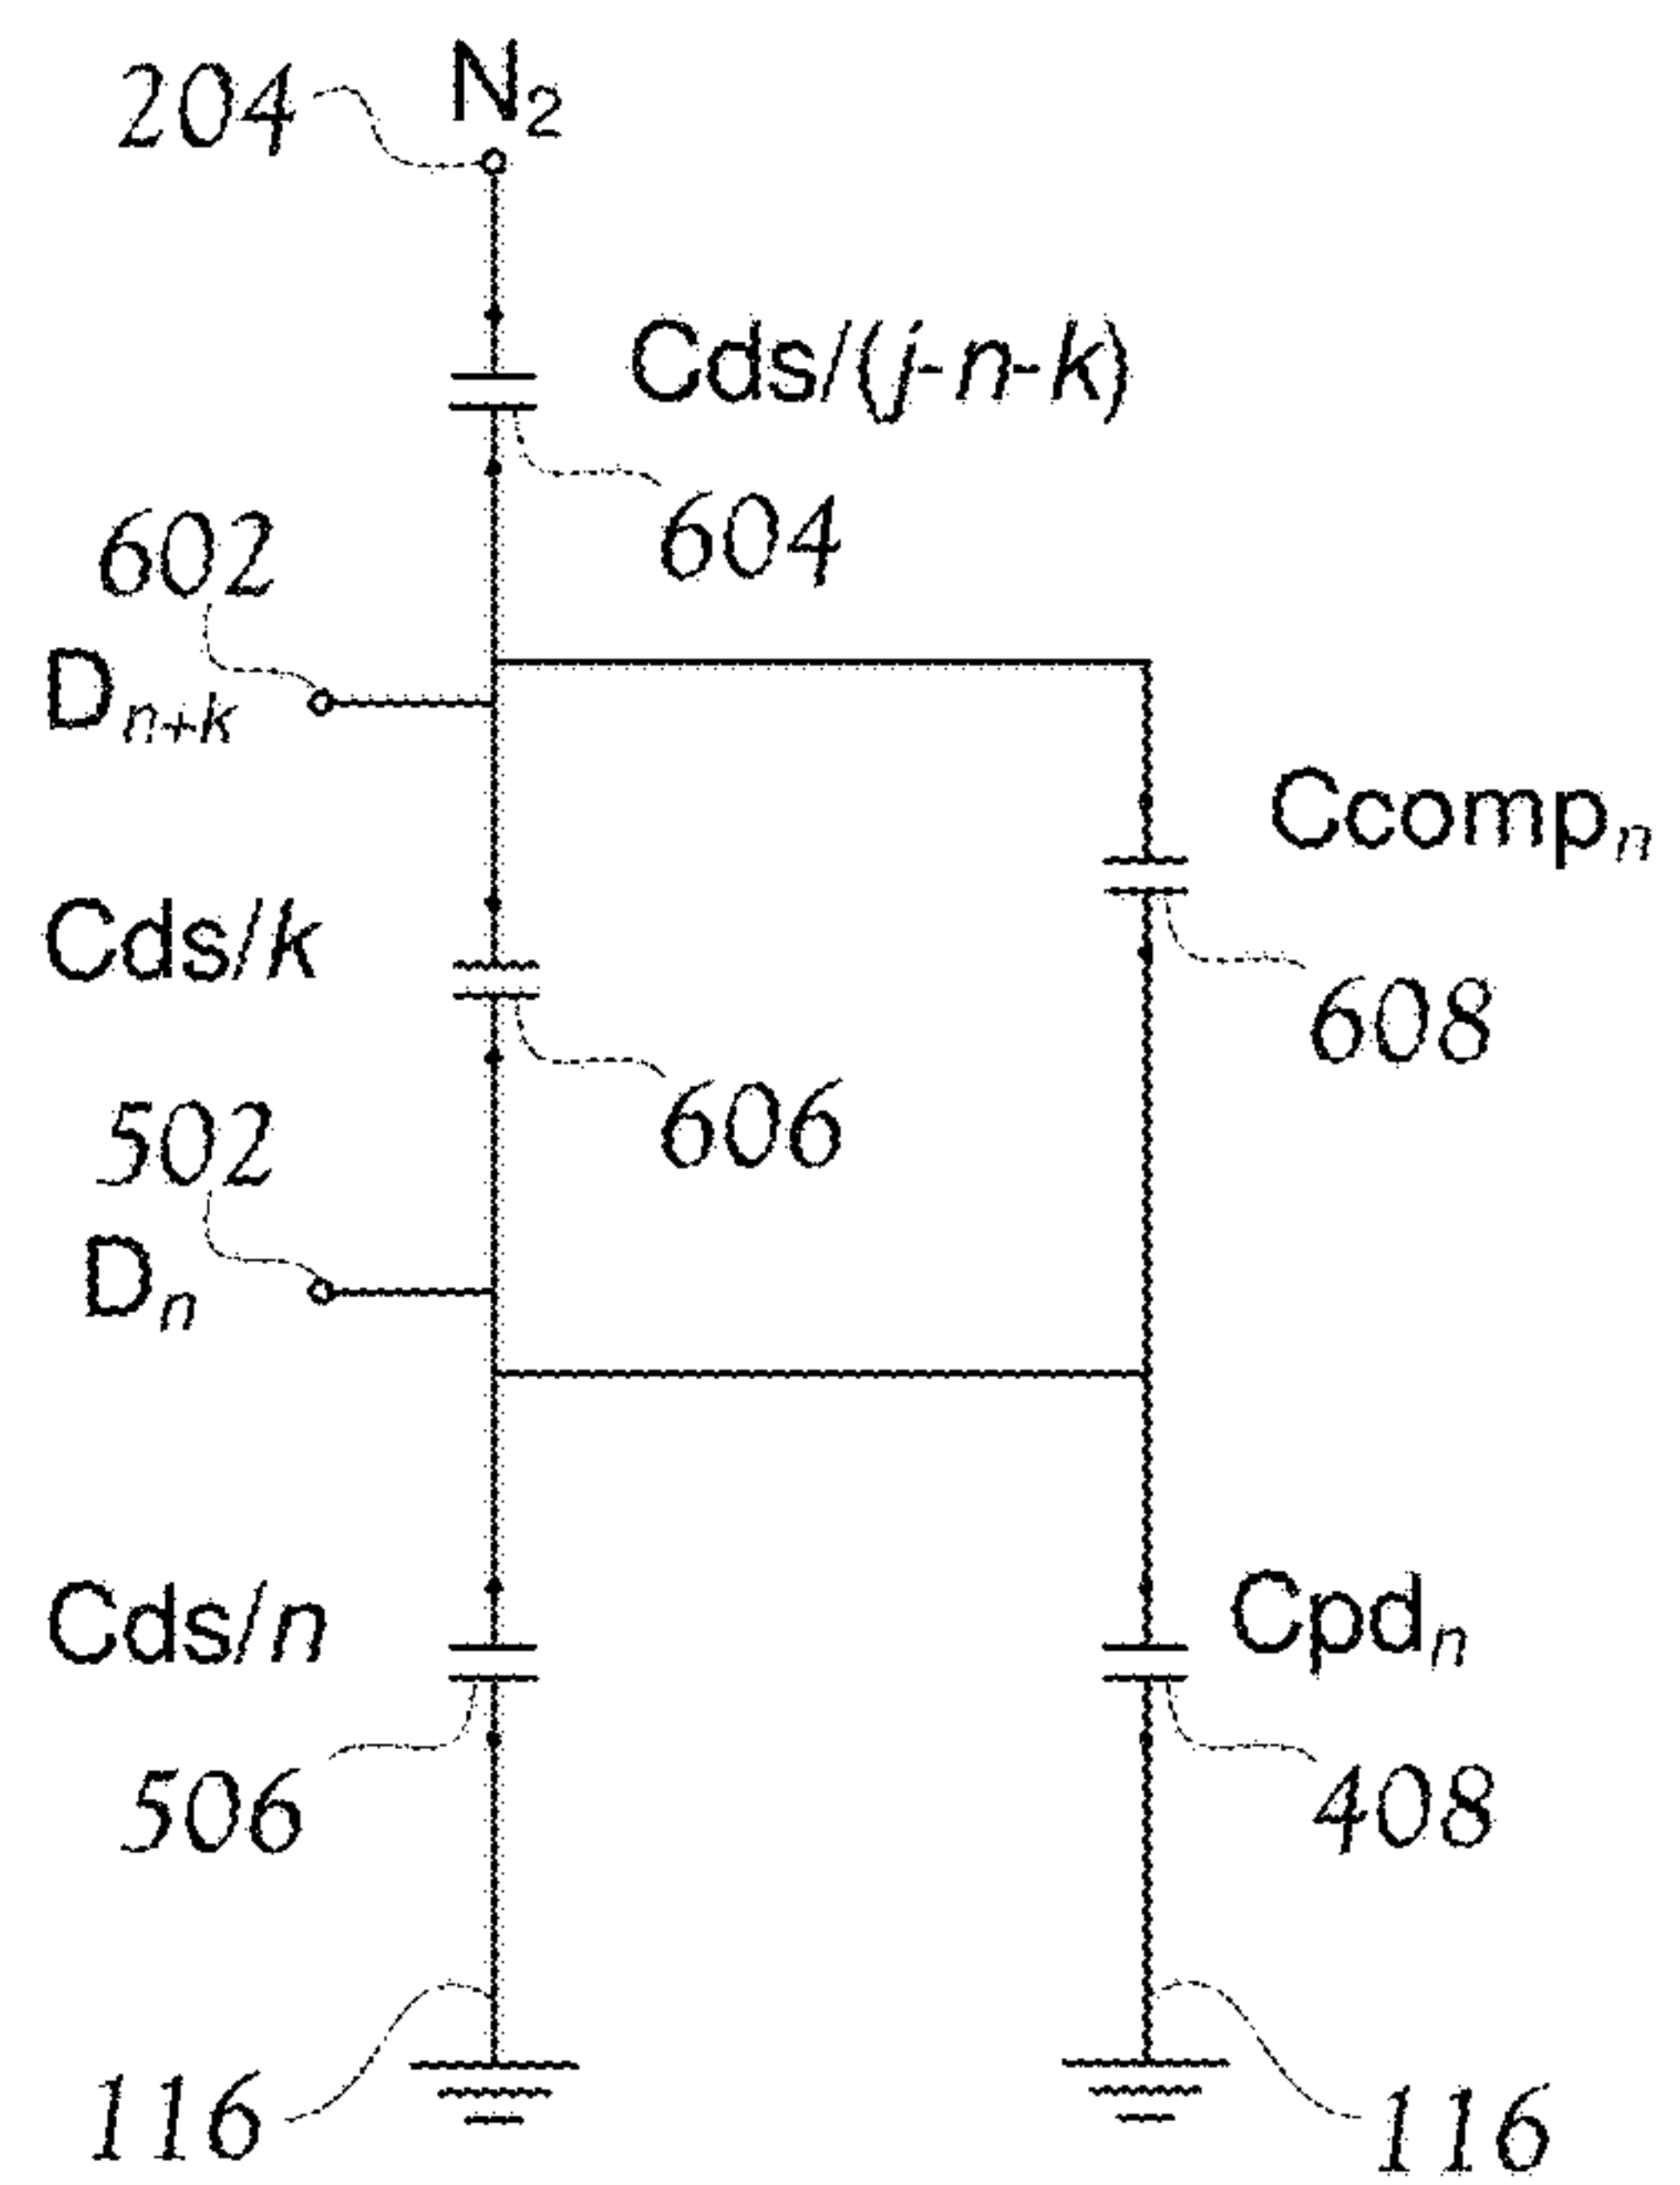 204
N₂
Cds/(j-n-k)
604
602
Dₙ₊ₖ
Ccompₙ
Cds/k
608
606
502
Dₙ
Cds/n
Cpdₙ
506
408
116
116